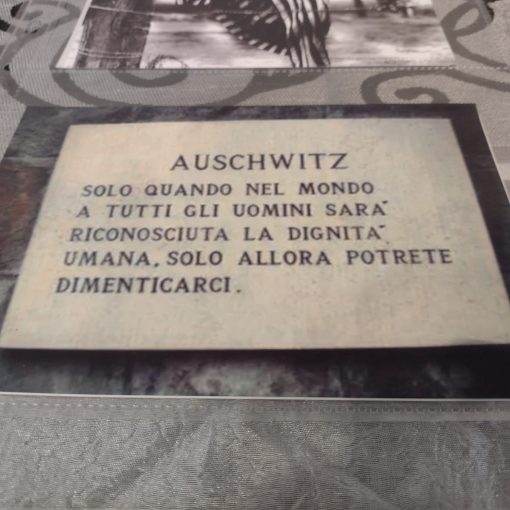 AUSCHWITZ
SOLO QUANDO NEL MONDO
A TUTTI GLI UOMINI SARA'
RICONOSCIUTA LA DIGNITA'
UMANA, SOLO ALLORA POTRETE
DIMENTICARCI.